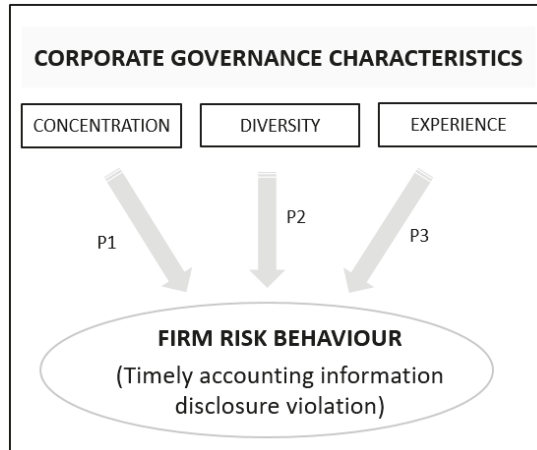 CORPORATE GOVERNANCE CHARACTERISTICS
CONCENTRATION
DIVERSITY
EXPERIENCE
P1
P2
P3
FIRM RISK BEHAVIOUR
(Timely accounting information
disclosure violation)